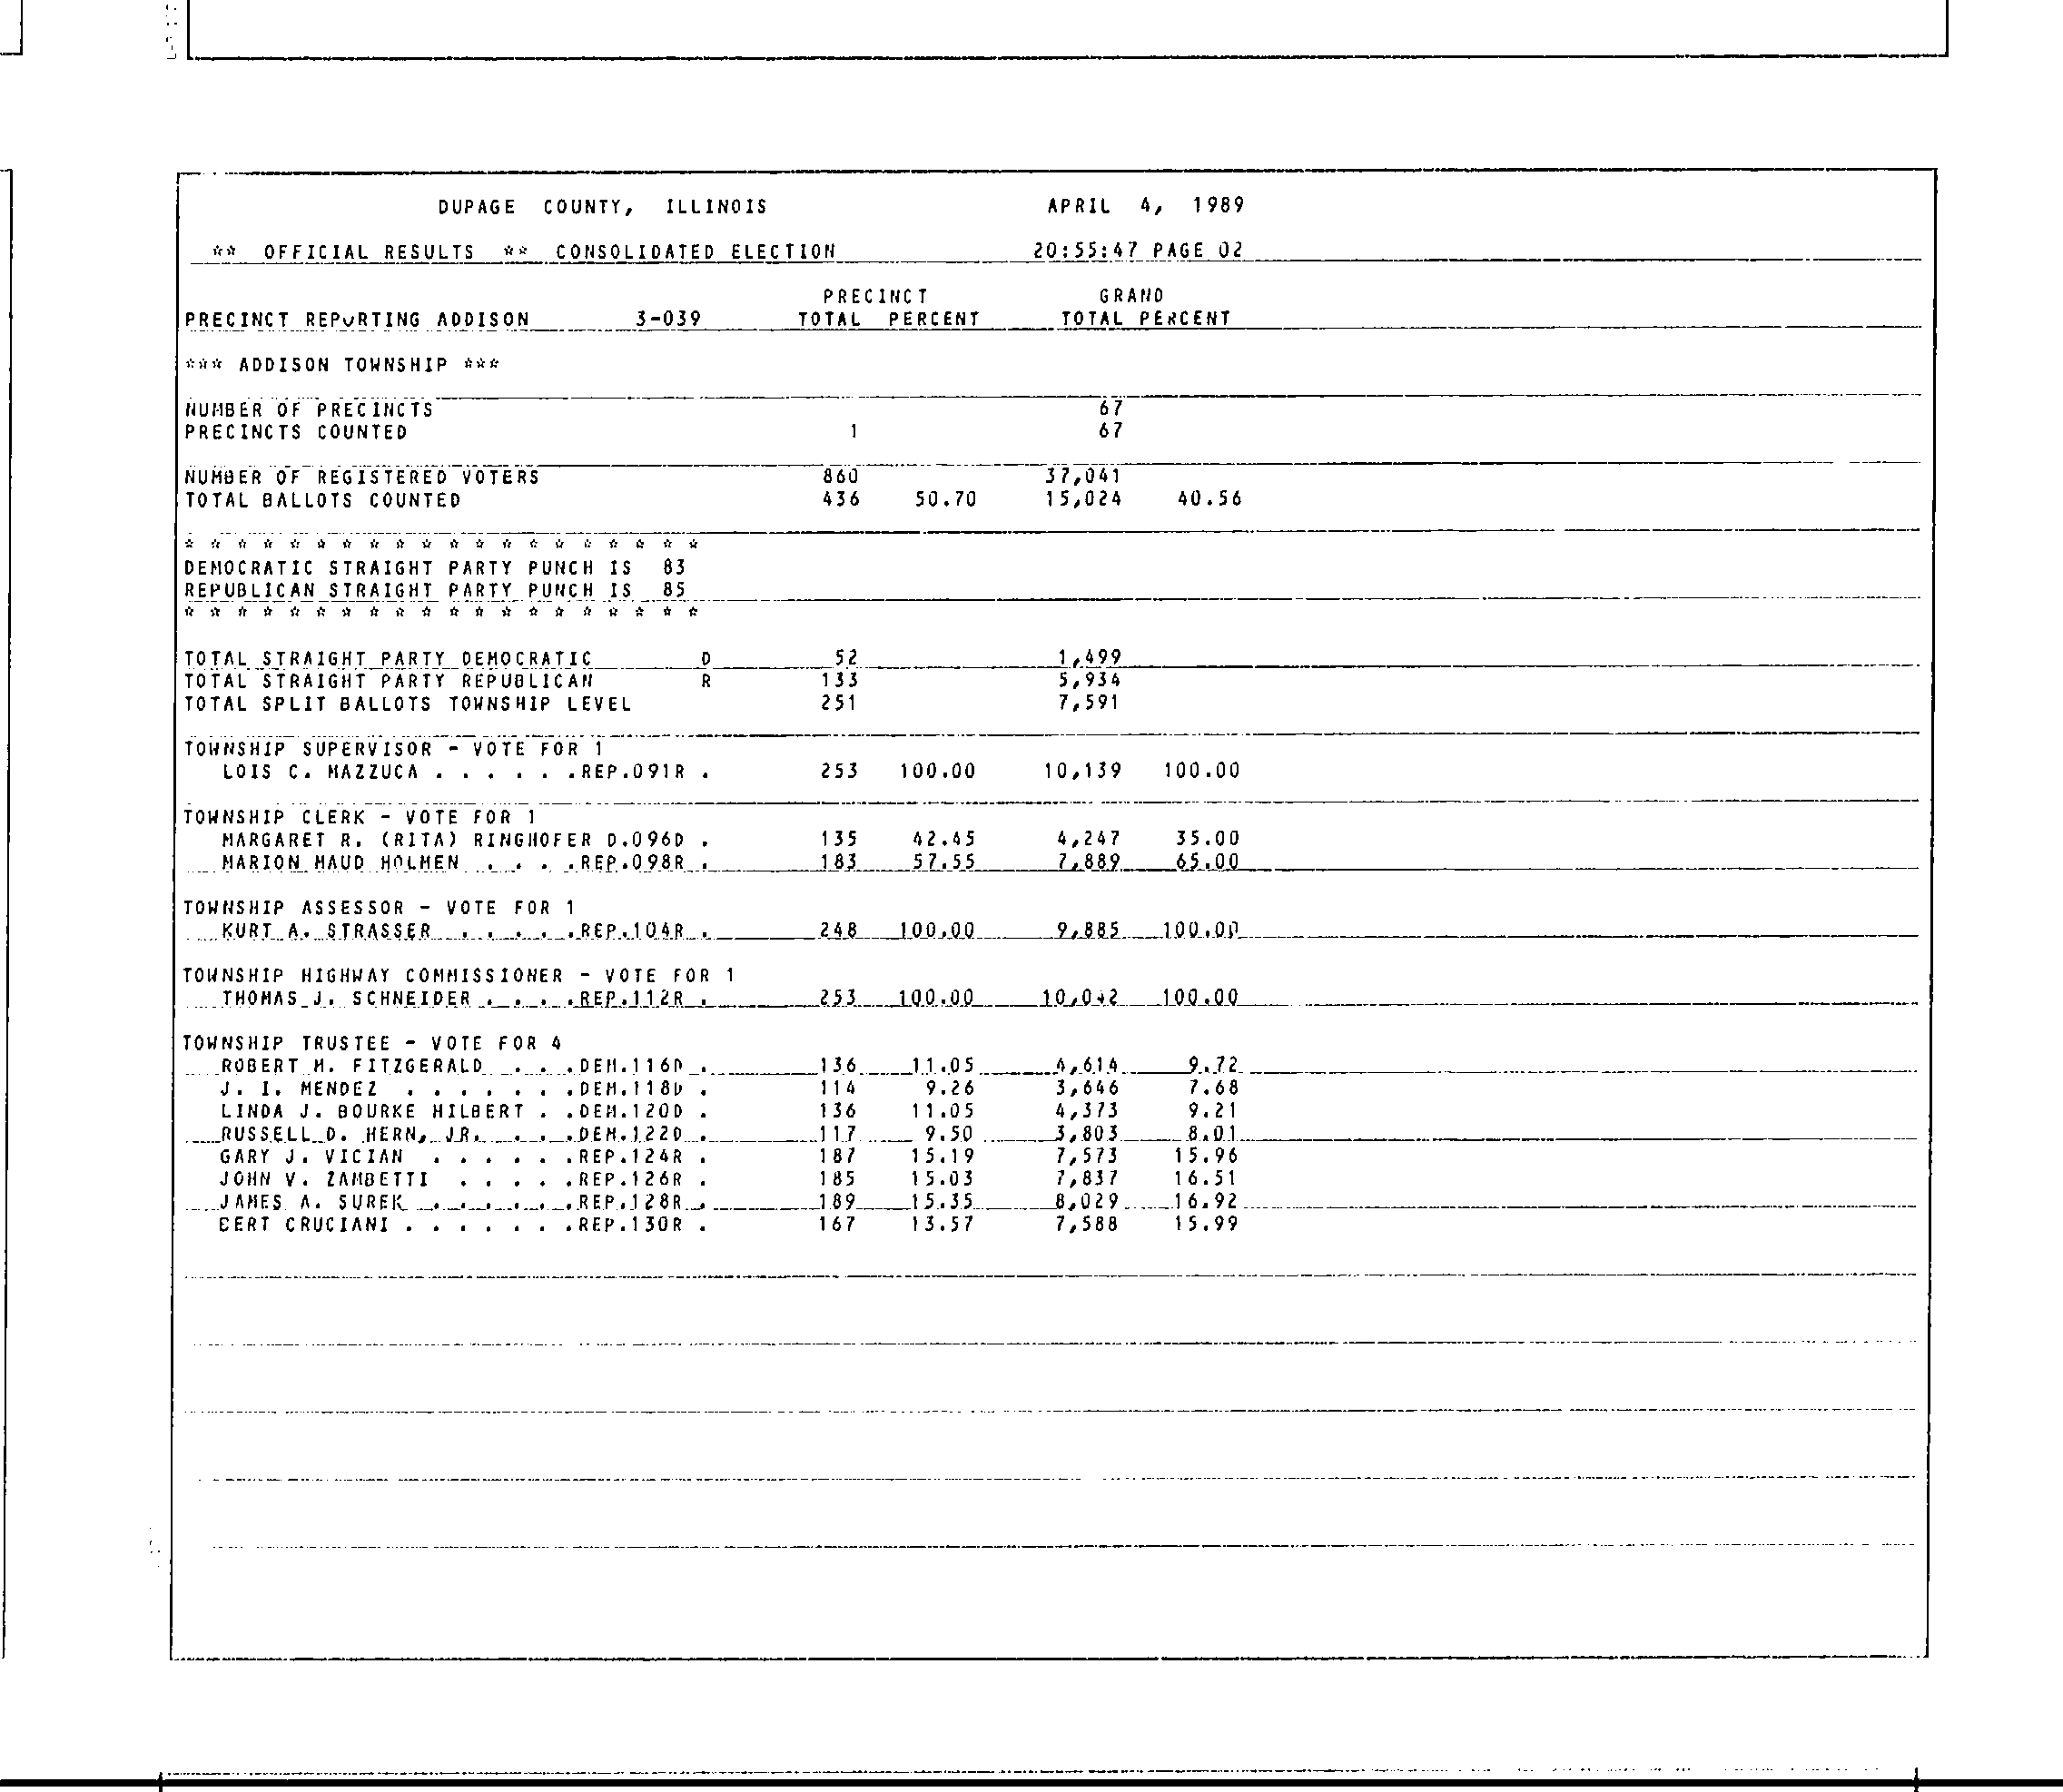 DUPAGE COUNTY, ILLINOIS APRIL 4, 1989
** OFFICIAL RESULTS ** CONSOLIDATED ELECTION 20:55:47 PAGE 02
PRECINCT GRAND
PRECINCT REPORTING ADDISON 3-039 TOTAL PERCENT TOTAL PERCENT
*** ADDISON TOWNSHIP ***
NUMBER OF PRECINCTS 67
PRECINCTS COUNTED 1 67
NUMBER OF REGISTERED VOTERS 860 37,041
TOTAL BALLOTS COUNTED 436 50.70 15,024 40.56
* * * * * * * * * * * * * * * * * * * *
DEMOCRATIC STRAIGHT PARTY PUNCH IS 83
REPUBLICAN STRAIGHT PARTY PUNCH IS 85
* * * * * * * * * * * * * * * * * * * *
TOTAL STRAIGHT PARTY DEMOCRATIC D 52 1,499
TOTAL STRAIGHT PARTY REPUBLICAN R 133 5,934
TOTAL SPLIT BALLOTS TOWNSHIP LEVEL 251 7,591
TOWNSHIP SUPERVISOR - VOTE FOR 1
LOIS C. MAZZUCA . . . . . .REP.091R . 253 100.00 10,139 100.00
TOWNSHIP CLERK - VOTE FOR 1
MARGARET R. (RITA) RINGHOFER D.096D . 135 42.45 4,247 35.00
MARION MAUD HOLMEN . . . .REP.098R . 183 57.55 7,889 65.00
TOWNSHIP ASSESSOR - VOTE FOR 1
KURT A. STRASSER . . . . .REP.104R . 248 100.00 9,885 100.00
TOWNSHIP HIGHWAY COMMISSIONER - VOTE FOR 1
THOMAS J. SCHNEIDER . . . .REP.112R . 253 100.00 10,042 100.00
TOWNSHIP TRUSTEE - VOTE FOR 4
ROBERT M. FITZGERALD . . .DEM.116D . 136 11.05 4,614 9.72
J. I. MENDEZ . . . . . . .DEM.118D . 114 9.26 3,646 7.68
LINDA J. BOURKE HILBERT . .DEM.120D . 136 11.05 4,373 9.21
RUSSELL D. HERN, JR. . . .DEM.122D . 117 9.50 3,803 8.01
GARY J. VICIAN . . . . . .REP.124R . 187 15.19 7,573 15.96
JOHN V. ZAMBETTI . . . . .REP.126R . 185 15.03 7,837 16.51
JAMES A. SUREK . . . . . .REP.128R . 189 15.35 8,029 16.92
BERT CRUCIANI . . . . . . .REP.130R . 167 13.57 7,588 15.99